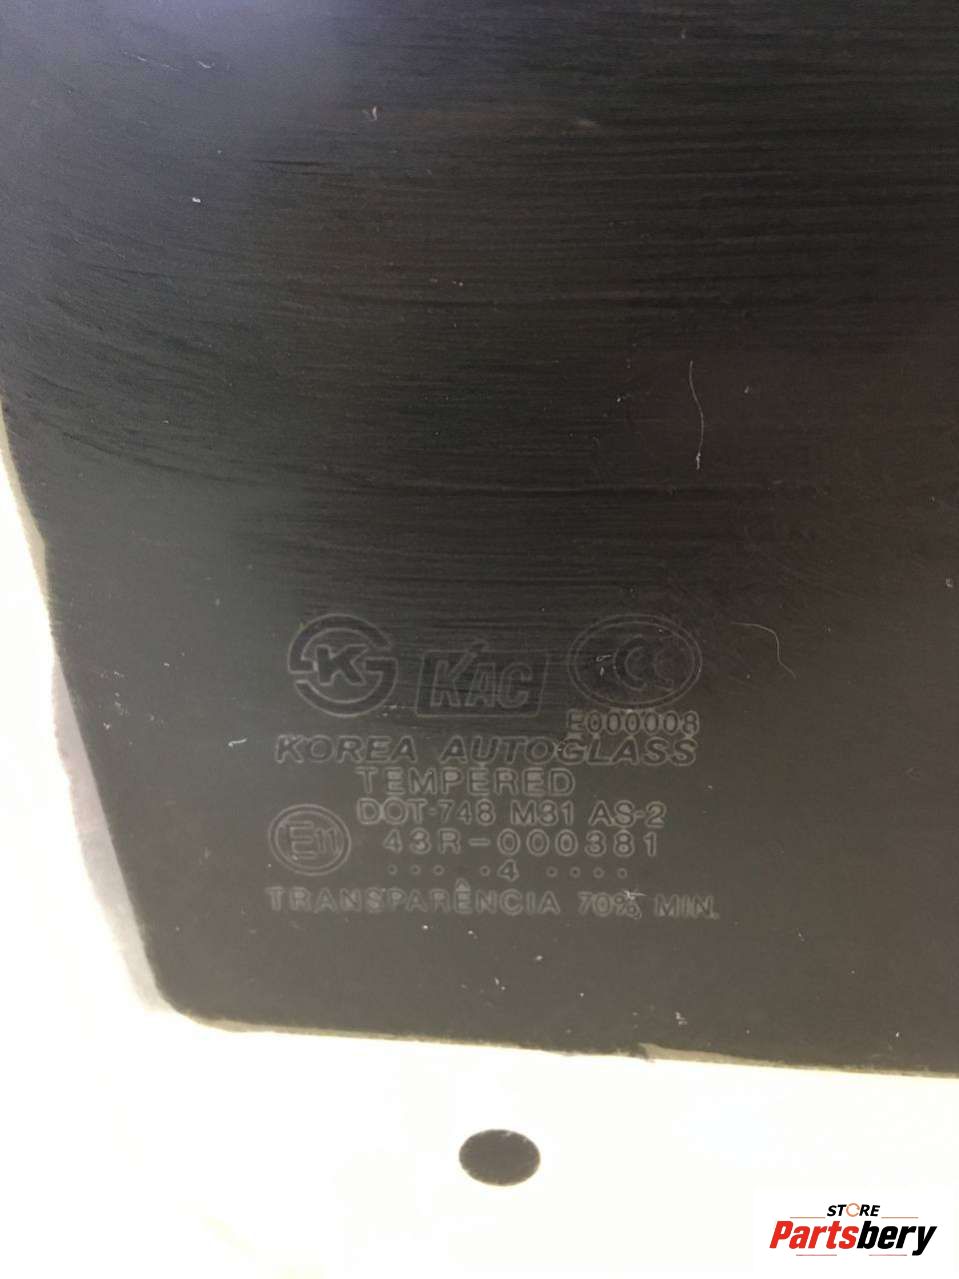 K
KAC
CCC
E000008
KOREA AUTOGLASS
TEMPERED
DOT-748 M31 AS-2
E11
43R-000381
... .4 ....
TRANSPARÊNCIA 70% MIN.
STORE
Partsbery